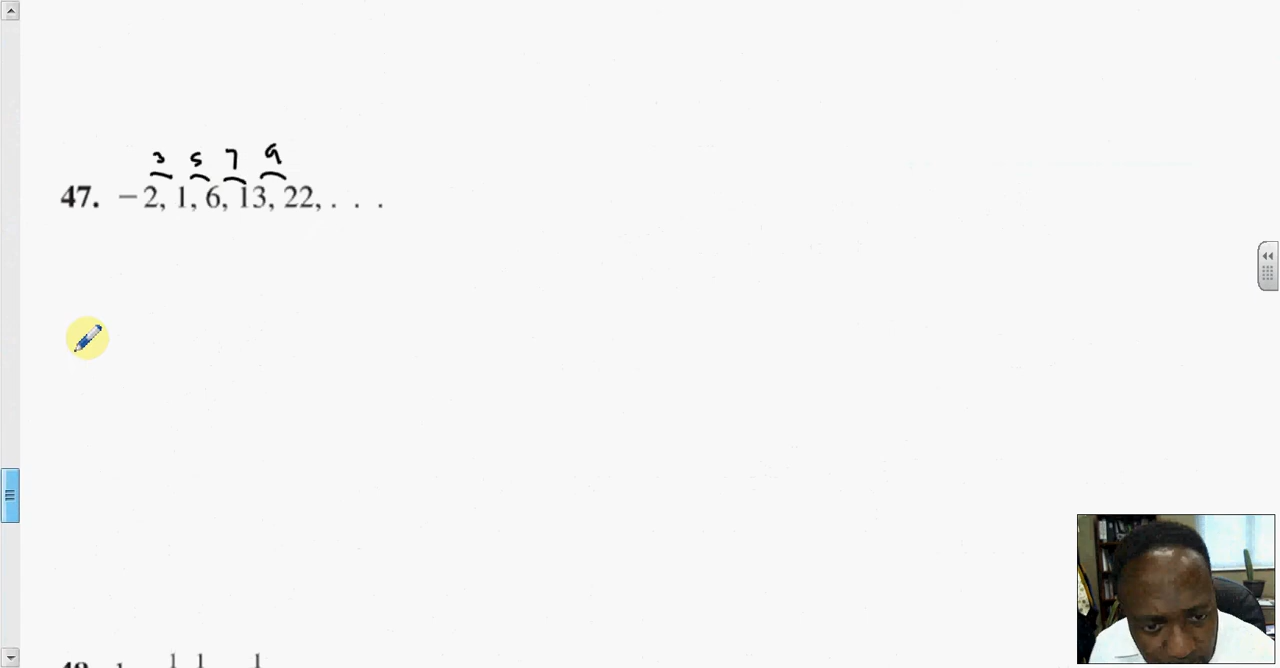 3 5 7 9
47. −2, 1, 6, 13, 22, . . .